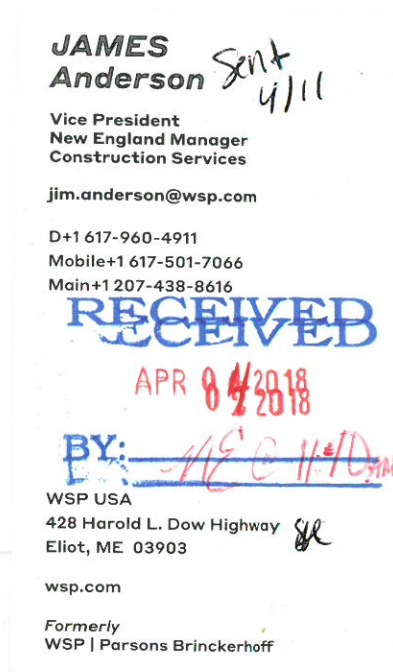 JAMES
Anderson
Sent
4/11
Vice President
New England Manager
Construction Services
jim.anderson@wsp.com
D+1 617-960-4911
Mobile+1 617-501-7066
Main+1 207-438-8616
RECEIVED
RECEIVED
APR 2018
2018
BY:
WSP USA
428 Harold L. Dow Highway
Eliot, ME 03903
wsp.com
Formerly
WSP | Parsons Brinckerhoff